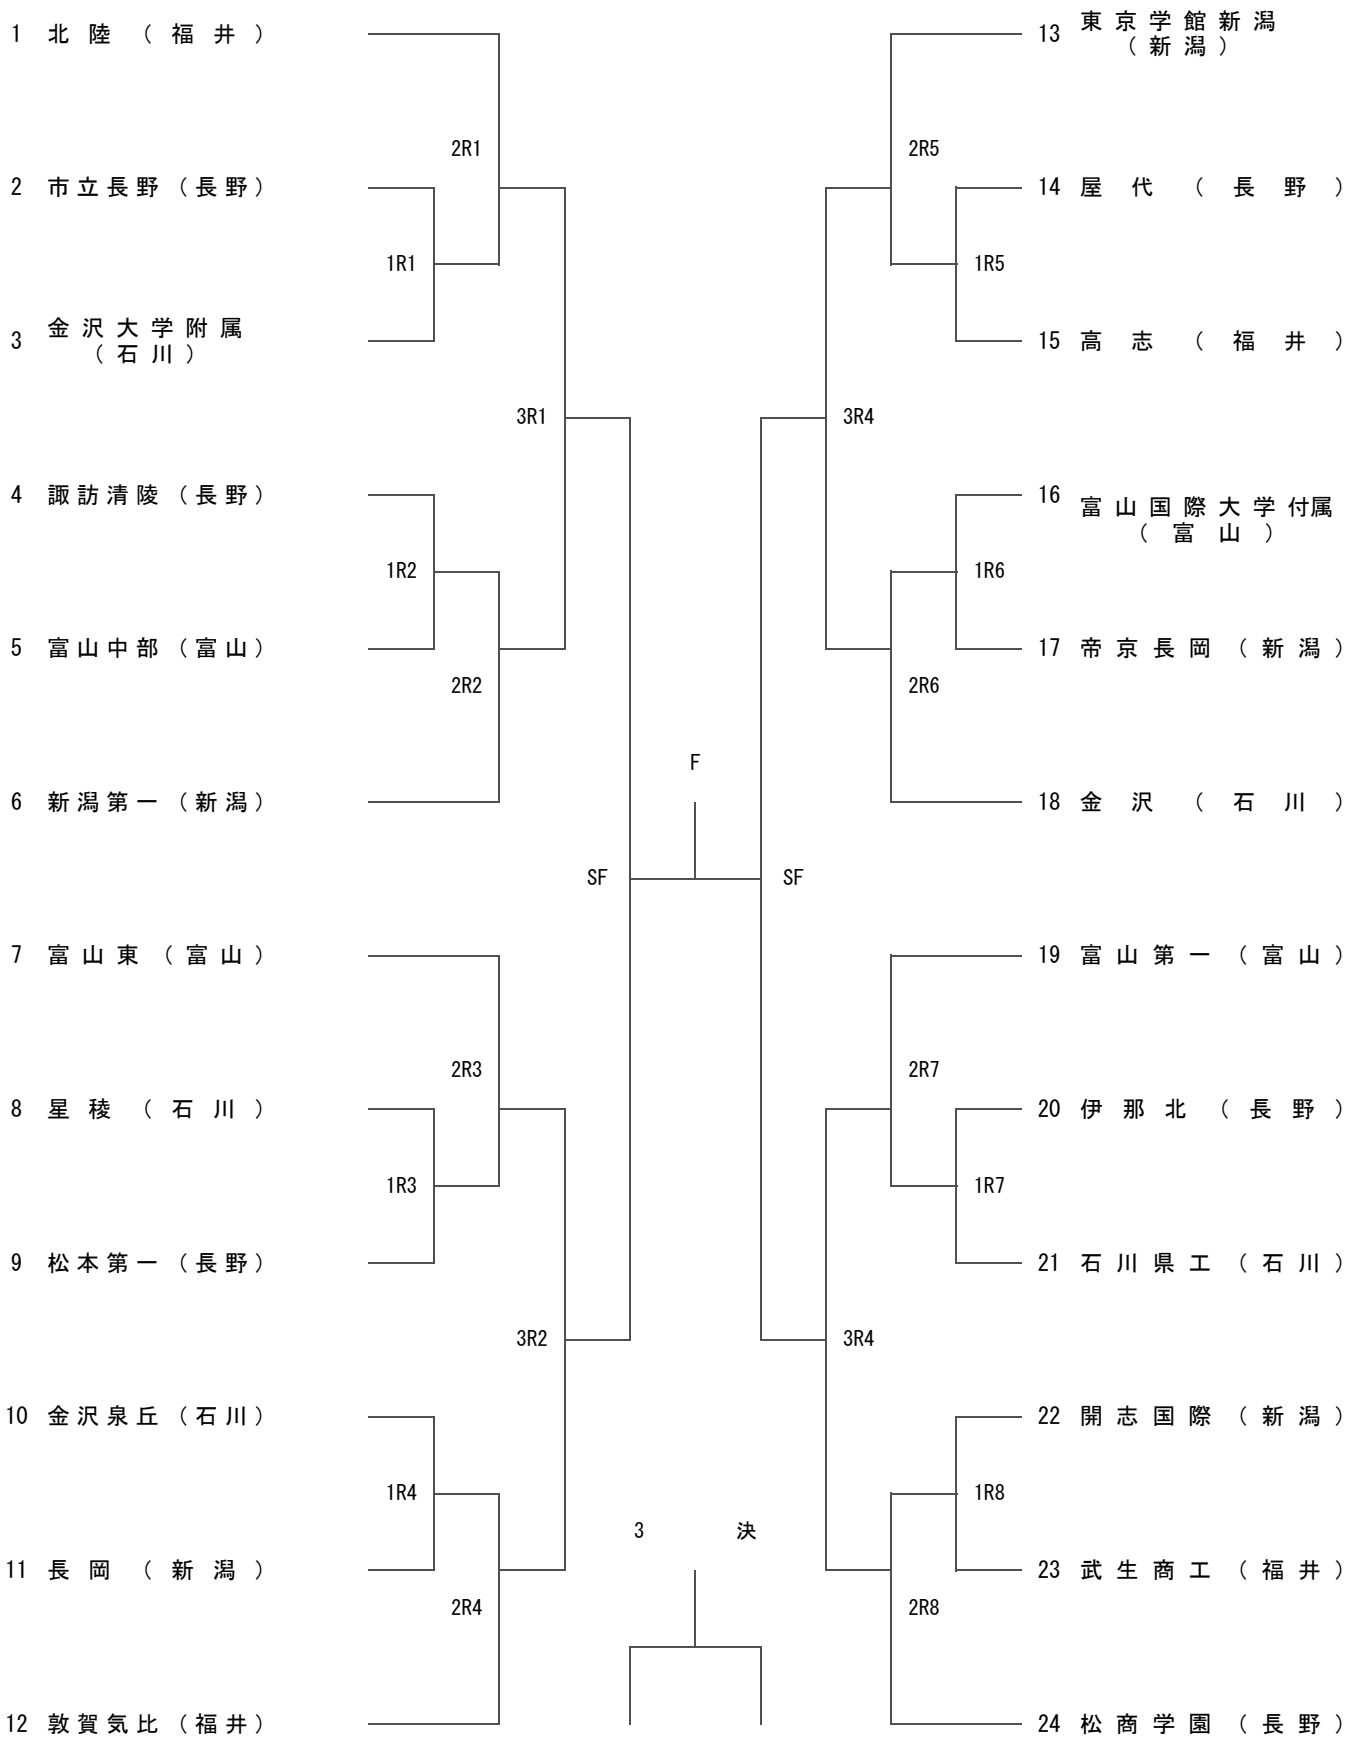 1 北陸（福井）
2R1
2 市立長野（長野）
1R1
3 金沢大学附属
（石川）
3R1
4 諏訪清陵（長野）
1R2
5 富山中部（富山）
2R2
6 新潟第一（新潟）
SF
7 富山東（富山）
2R3
8 星稜（石川）
1R3
9 松本第一（長野）
3R2
10 金沢泉丘（石川）
1R4
11 長岡（新潟）
2R4
12 敦賀気比（福井）
F
3 決
13 東京学館新潟
（新潟）
2R5
14 屋代（長野）
1R5
15 高志（福井）
3R4
16 富山国際大学付属
（富山）
1R6
17 帝京長岡（新潟）
2R6
18 金沢（石川）
SF
19 富山第一（富山）
2R7
20 伊那北（長野）
1R7
21 石川県工（石川）
3R4
22 開志国際（新潟）
1R8
23 武生商工（福井）
2R8
24 松商学園（長野）